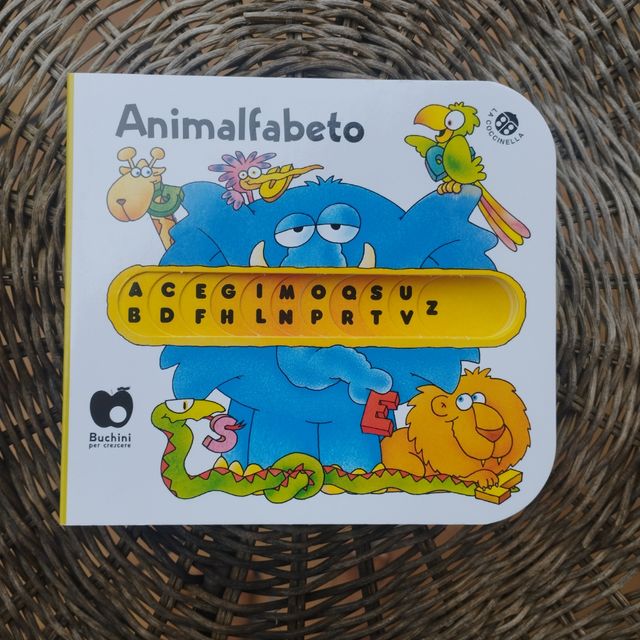 Animalfabeto
LA COCCINELLA
A C E G I M O Q S U
B D F H L N P R T V Z
S
E
Buchini
per crescere